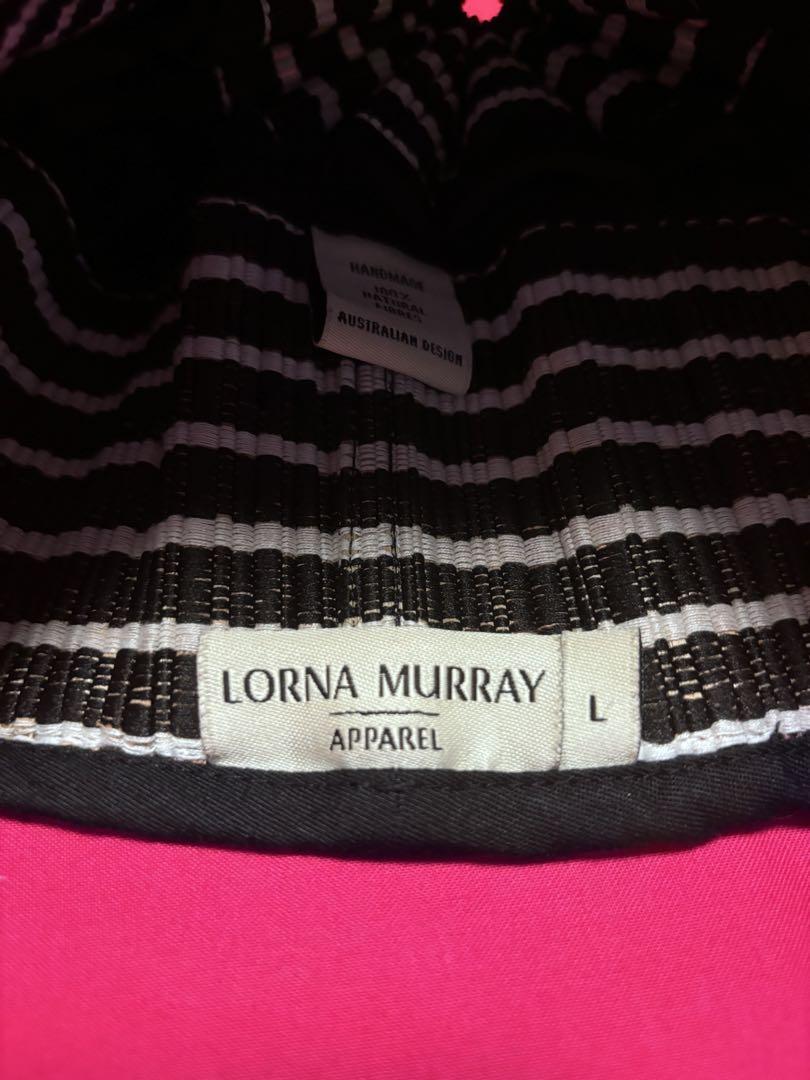 HANDMADE
100%
NATURAL
FIBRES
AUSTRALIAN DESIGN
LORNA MURRAY
APPAREL
L